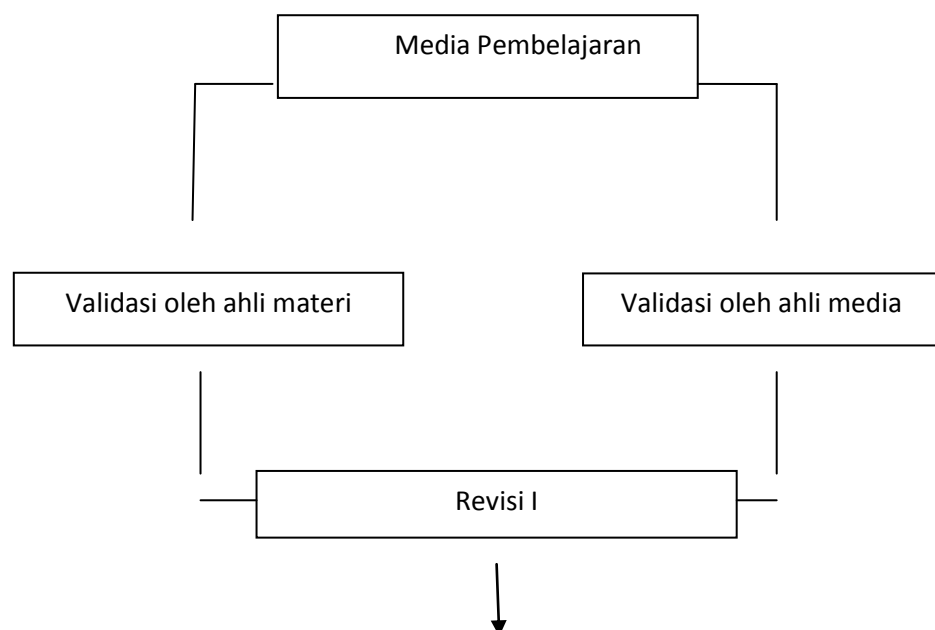 Media Pembelajaran
Validasi oleh ahli materi
Validasi oleh ahli media
Revisi I